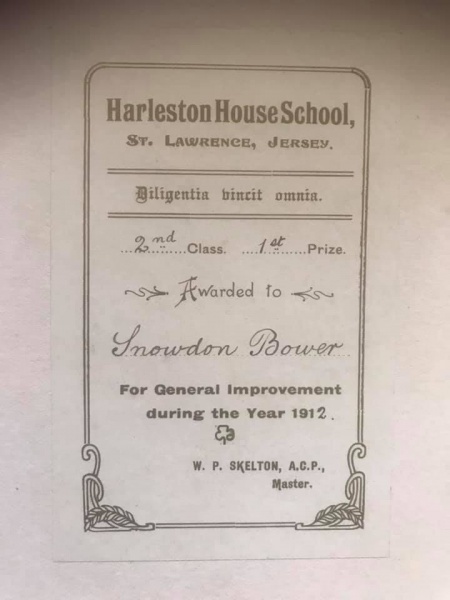 Harleston House School,
St. Lawrence, Jersey.
Diligentia vincit omnia.
2nd Class. 1st Prize.
Awarded to
Snowdon Bower
For General Improvement
during the Year 1912.
W. P. SKELTON, A.C.P.,
Master.